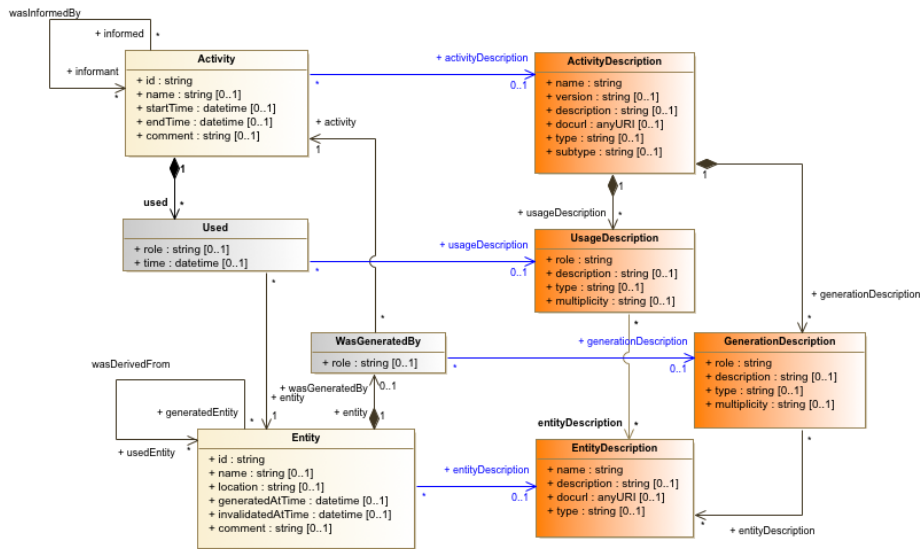 wasInformedBy
+ informed
*
+ informant
*
Activity
+ id : string
+ name : string [0..1]
+ startTime : datetime [0..1]
+ endTime : datetime [0..1]
+ comment : string [0..1]
+ activityDescription
*
0..1
ActivityDescription
+ name : string
+ version : string [0..1]
+ description : string [0..1]
+ docurl : anyURI [0..1]
+ type : string [0..1]
+ subtype : string [0..1]
+ activity
1
1
used
*
1
+ usageDescription
*
1
Used
+ role : string [0..1]
+ time : datetime [0..1]
+ usageDescription
*
0..1
UsageDescription
+ role : string
+ description : string [0..1]
+ type : string [0..1]
+ multiplicity : string [0..1]
+ generationDescription
*
*
*
*
WasGeneratedBy
+ role : string [0..1]
+ generationDescription
*
0..1
GenerationDescription
+ role : string
+ description : string [0..1]
+ type : string [0..1]
+ multiplicity : string [0..1]
wasDerivedFrom
+ generatedEntity
*
+ usedEntity
*
+ wasGeneratedBy
0..1
+ entity
1
+ entity
1
entityDescription
*
*
Entity
+ id : string
+ name : string [0..1]
+ location : string [0..1]
+ generatedAtTime : datetime [0..1]
+ invalidatedAtTime : datetime [0..1]
+ comment : string [0..1]
+ entityDescription
*
0..1
EntityDescription
+ name : string
+ description : string [0..1]
+ docurl : anyURI [0..1]
+ type : string [0..1]
*
+ entityDescription